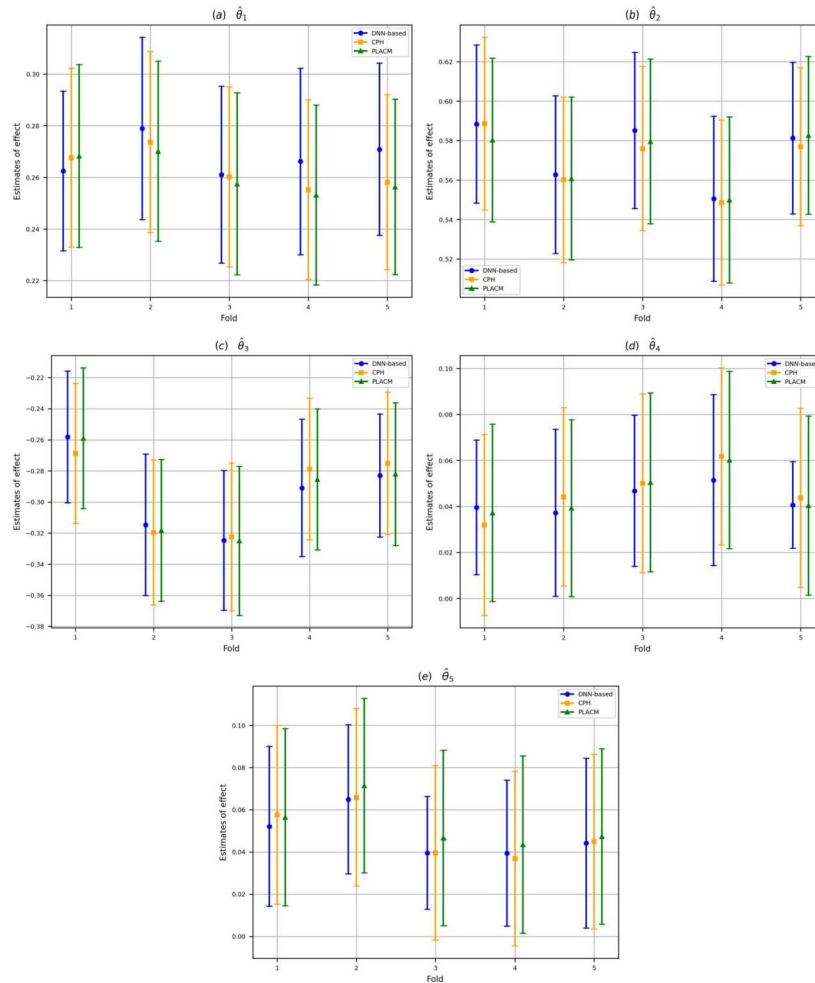 (a) θ̂₁
DNN-based
CPH
PLACM
0.30
0.28
0.26
0.24
0.22
Estimates of effect
1 2 3 4 5
Fold
(b) θ̂₂
0.62
0.60
0.58
0.56
0.54
0.52
Estimates of effect
DNN-based
CPH
PLACM
1 2 3 4 5
Fold
(c) θ̂₃
DNN-based
CPH
PLACM
−0.22
−0.24
−0.26
−0.28
−0.30
−0.32
−0.34
−0.36
−0.38
Estimates of effect
1 2 3 4 5
Fold
(d) θ̂₄
DNN-based
CPH
PLACM
0.10
0.08
0.06
0.04
0.02
0.00
Estimates of effect
1 2 3 4 5
Fold
(e) θ̂₅
DNN-based
CPH
PLACM
0.10
0.08
0.06
0.04
0.02
0.00
Estimates of effect
1 2 3 4 5
Fold